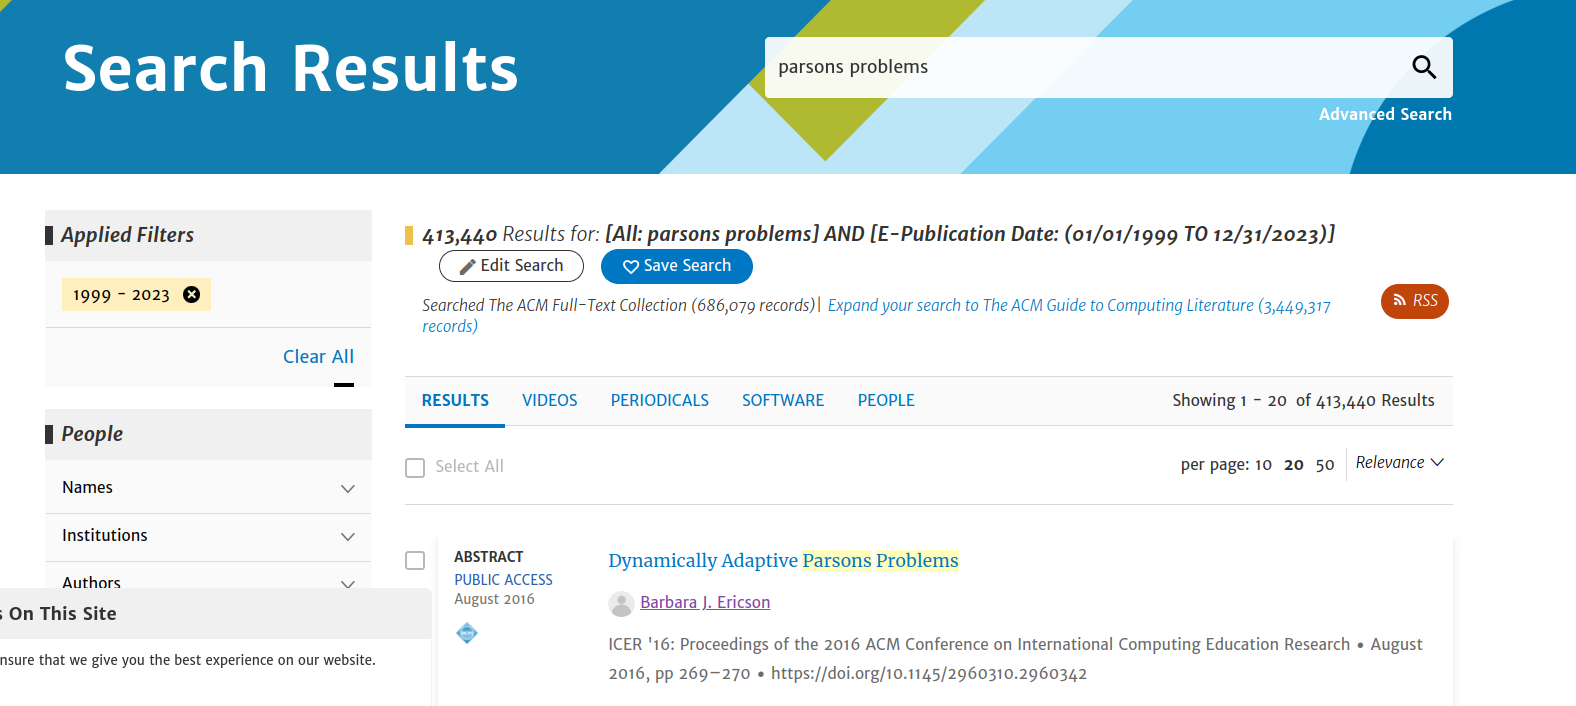 Search Results
parsons problems
Advanced Search
Applied Filters
1999 - 2023
Clear All
People
Names
Institutions
Authors
s On This Site
nsure that we give you the best experience on our website.
413,440 Results for: [All: parsons problems] AND [E-Publication Date: (01/01/1999 TO 12/31/2023)]
Edit Search Save Search
Searched The ACM Full-Text Collection (686,079 records)| Expand your search to The ACM Guide to Computing Literature (3,449,317
records)
RSS
RESULTS VIDEOS PERIODICALS SOFTWARE PEOPLE Showing 1 - 20 of 413,440 Results
Select All per page: 10 20 50 Relevance
ABSTRACT
PUBLIC ACCESS
August 2016
Dynamically Adaptive Parsons Problems
Barbara J. Ericson
ICER '16: Proceedings of the 2016 ACM Conference on International Computing Education Research • August
2016, pp 269–270 • https://doi.org/10.1145/2960310.2960342